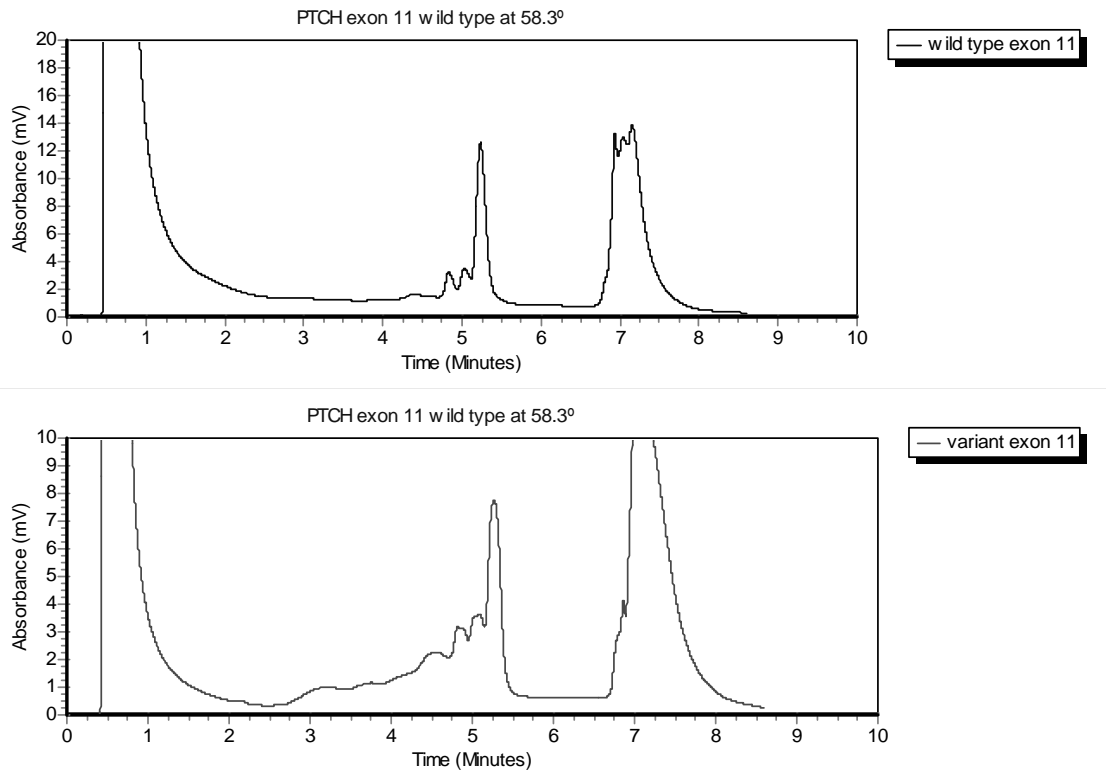 PTCH exon 11 wild type at 58.3º
20
18
16
14
12
10
8
6
4
2
0
Absorbance (mV)
0 1 2 3 4 5 6 7 8 9 10
Time (Minutes)
wild type exon 11
PTCH exon 11 wild type at 58.3º
10
9
8
7
6
5
4
3
2
1
0
Absorbance (mV)
0 1 2 3 4 5 6 7 8 9 10
Time (Minutes)
variant exon 11